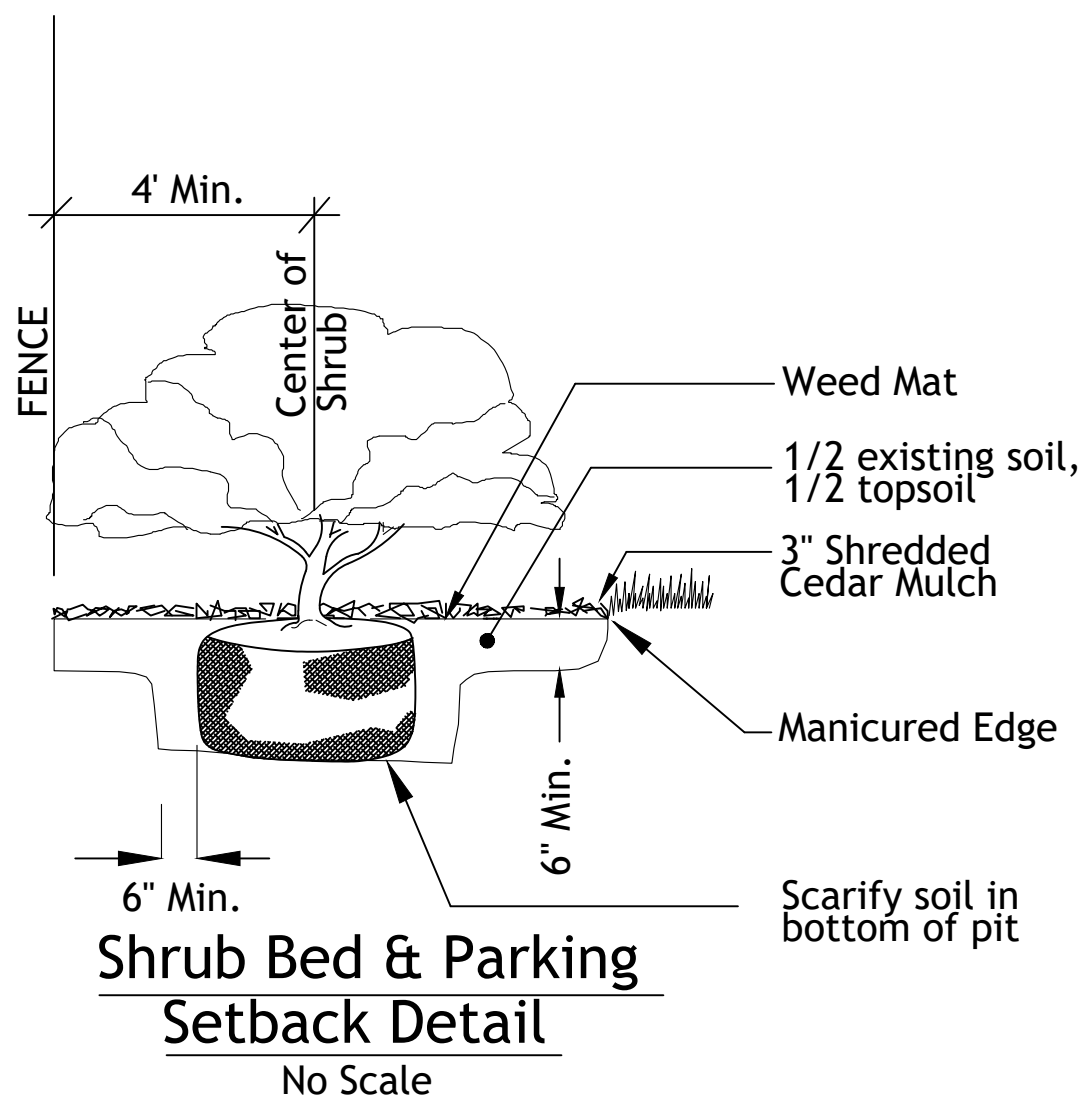 4' Min.
FENCE
Center of
Shrub
Weed Mat
1/2 existing soil,
1/2 topsoil
3" Shredded
Cedar Mulch
Manicured Edge
6" Min.
6" Min.
Scarify soil in
bottom of pit
Shrub Bed & Parking
Setback Detail
No Scale